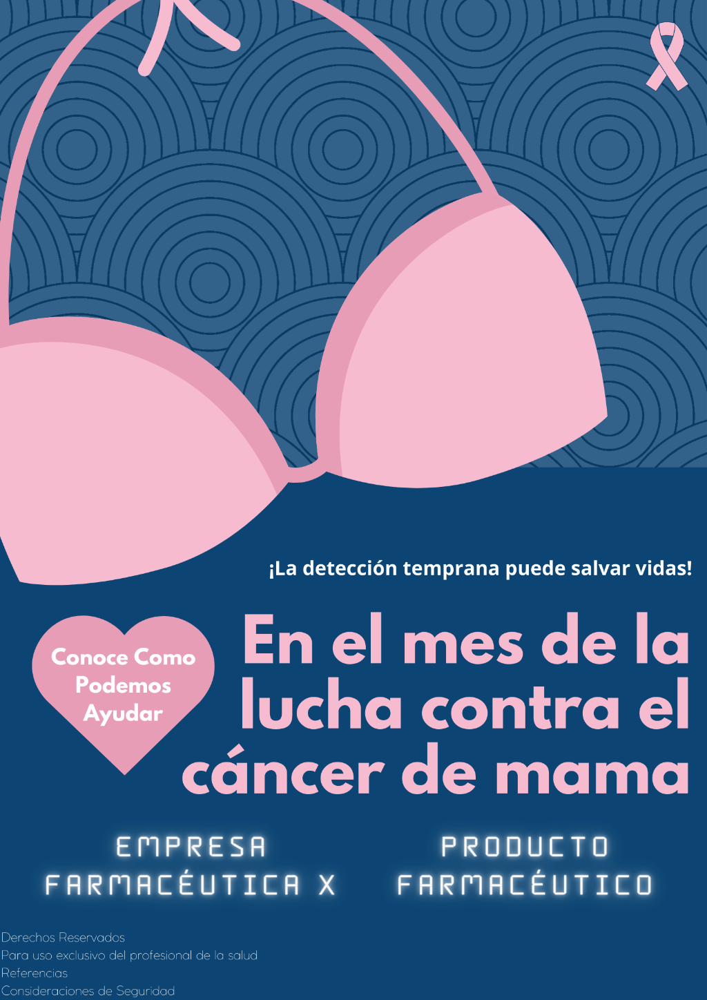 ¡La detección temprana puede salvar vidas!
En el mes de la
lucha contra el
cáncer de mama
Conoce Como
Podemos
Ayudar
EMPRESA
FARMACÉUTICA X
PRODUCTO
FARMACÉUTICO
Derechos Reservados
Para uso exclusivo del profesional de la salud
Referencias
Consideraciones de Seguridad